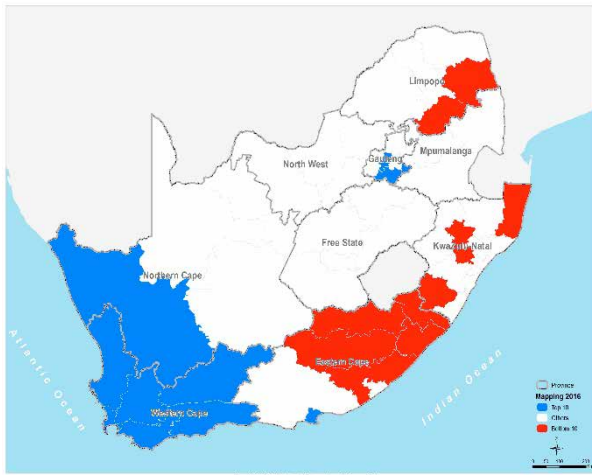 Limpopo
North West
Gauteng
Mpumalanga
Free State
KwaZulu-Natal
Northern Cape
Eastern Cape
Western Cape
Atlantic Ocean
Indian Ocean
Province
Mapping 2016
Top 10
Others
Bottom 10